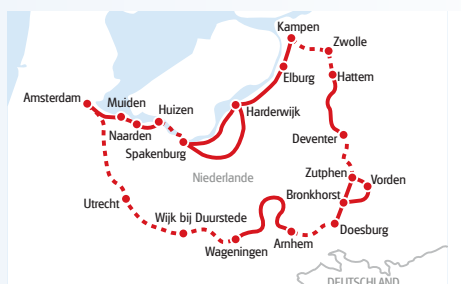 Kampen
Zwolle
Elburg
Hattem
Amsterdam
Muiden
Huizen
Harderwijk
Naarden
Spakenburg
Deventer
Niederlande
Zutphen
Vorden
Bronkhorst
Utrecht
Wijk bij Duurstede
Wageningen
Arnhem
Doesburg
DEUTSCHLAND